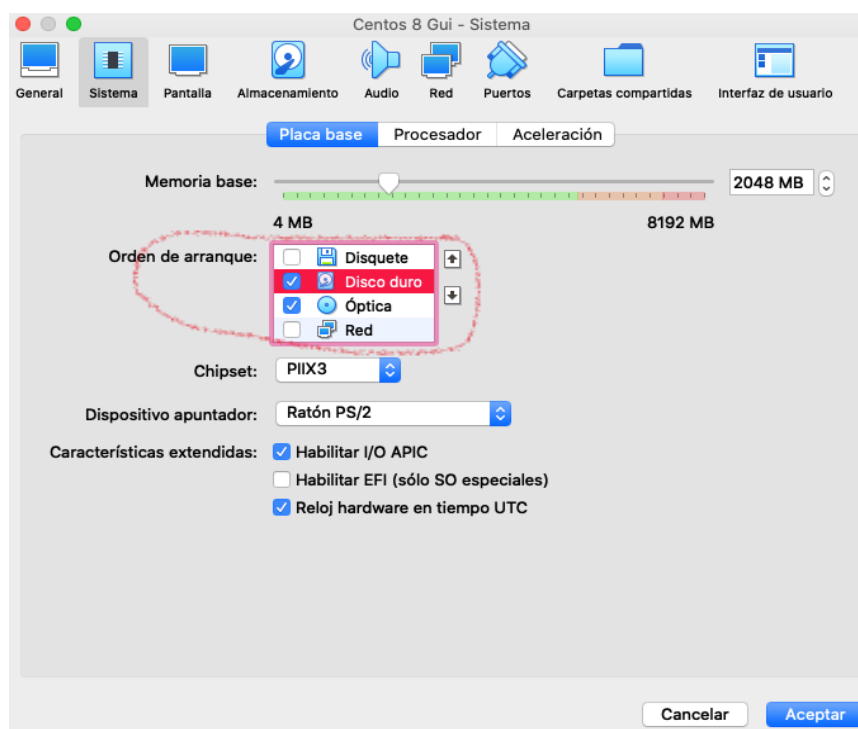 Centos 8 Gui - Sistema
General Sistema Pantalla Almacenamiento Audio Red Puertos Carpetas compartidas Interfaz de usuario
Placa base Procesador Aceleración
Memoria base: 2048 MB
4 MB 8192 MB
Orden de arranque: Disquete
Disco duro
Óptica
Red
Chipset: PIIX3
Dispositivo apuntador: Ratón PS/2
Características extendidas: Habilitar I/O APIC
Habilitar EFI (sólo SO especiales)
Reloj hardware en tiempo UTC
Cancelar Aceptar